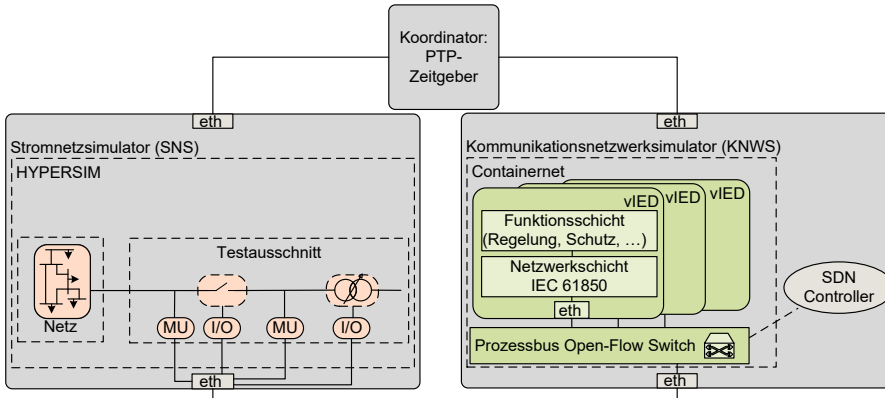 Koordinator:
PTP-
Zeitgeber
eth
eth
Stromnetzsimulator (SNS)
HYPERSIM
Netz
Testausschnitt
MU
I/O
MU
I/O
eth
Kommunikationsnetzwerksimulator (KNWS)
Containernet
vIED
vIED
vIED
Funktionsschicht
(Regelung, Schutz, …)
Netzwerkschicht
IEC 61850
eth
SDN
Controller
Prozessbus Open-Flow Switch
eth